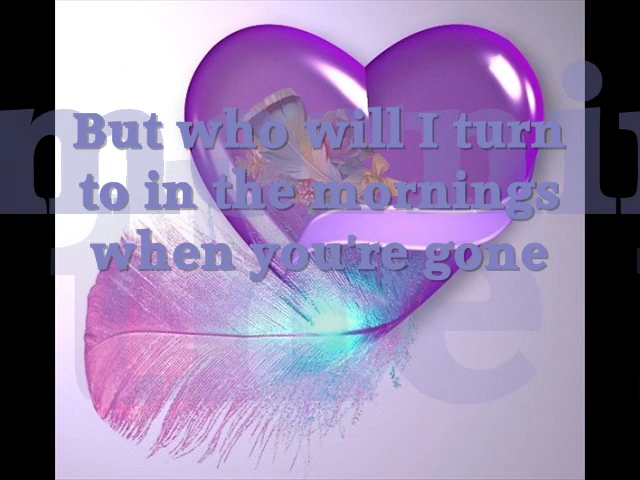 But who will I turn
to in the mornings
when you're gone